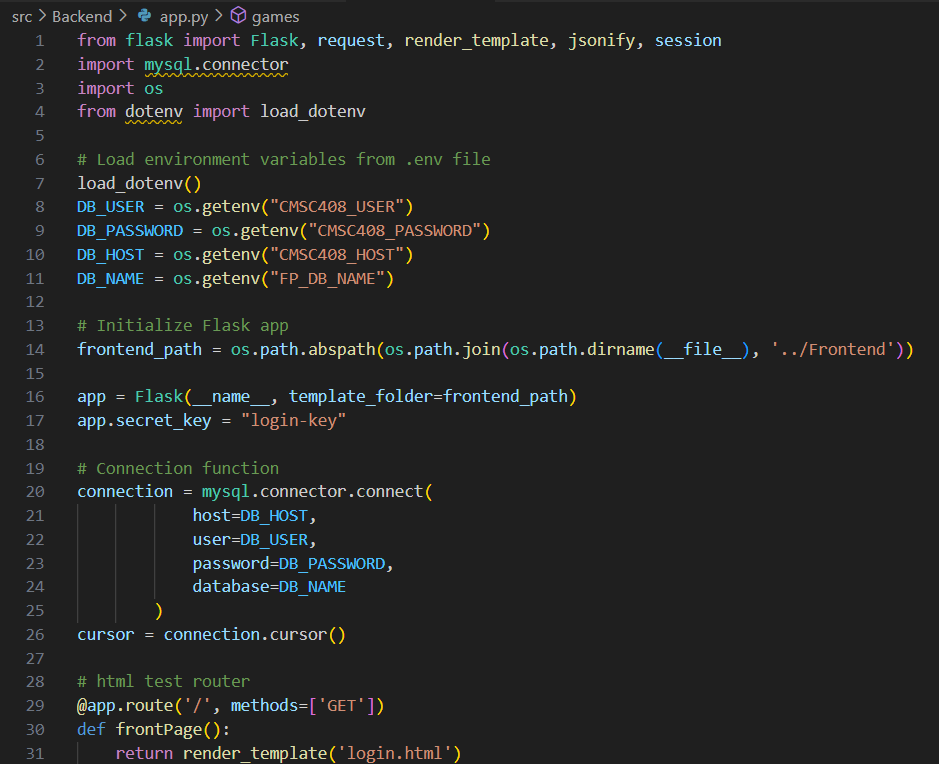 src > Backend > app.py > games
1 from flask import Flask, request, render_template, jsonify, session
2 import mysql.connector
3 import os
4 from dotenv import load_dotenv
5
6 # Load environment variables from .env file
7 load_dotenv()
8 DB_USER = os.getenv("CMSC408_USER")
9 DB_PASSWORD = os.getenv("CMSC408_PASSWORD")
10 DB_HOST = os.getenv("CMSC408_HOST")
11 DB_NAME = os.getenv("FP_DB_NAME")
12
13 # Initialize Flask app
14 frontend_path = os.path.abspath(os.path.join(os.path.dirname(__file__), '../Frontend'))
15
16 app = Flask(__name__, template_folder=frontend_path)
17 app.secret_key = "login-key"
18
19 # Connection function
20 connection = mysql.connector.connect(
21             host=DB_HOST,
22             user=DB_USER,
23             password=DB_PASSWORD,
24             database=DB_NAME
25         )
26 cursor = connection.cursor()
27
28 # html test router
29 @app.route('/', methods=['GET'])
30 def frontPage():
31     return render_template('login.html')